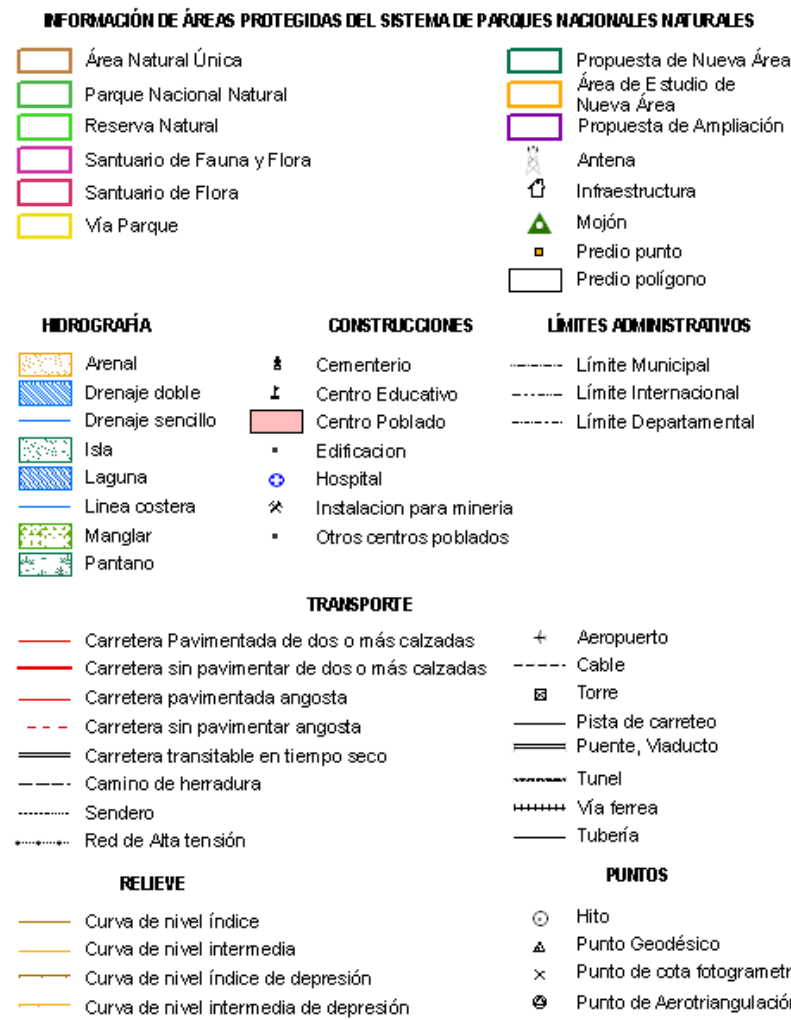 INFORMACIÓN DE ÁREAS PROTEGIDAS DEL SISTEMA DE PARQUES NACIONALES NATURALES
Área Natural Única
Parque Nacional Natural
Reserva Natural
Santuario de Fauna y Flora
Santuario de Flora
Vía Parque
Propuesta de Nueva Área
Área de Estudio de
Nueva Área
Propuesta de Ampliación
Antena
Infraestructura
Mojón
Predio punto
Predio polígono
HIDROGRAFÍA
Arenal
Drenaje doble
Drenaje sencillo
Isla
Laguna
Linea costera
Manglar
Pantano
CONSTRUCCIONES
Cementerio
Centro Educativo
Centro Poblado
Edificacion
Hospital
Instalacion para mineria
Otros centros poblados
LÍMITES ADMINISTRATIVOS
Límite Municipal
Límite Internacional
Límite Departamental
TRANSPORTE
Carretera Pavimentada de dos o más calzadas
Carretera sin pavimentar de dos o más calzadas
Carretera pavimentada angosta
Carretera sin pavimentar angosta
Carretera transitable en tiempo seco
Camino de herradura
Sendero
Red de Alta tensión
Aeropuerto
Cable
Torre
Pista de carreteo
Puente, Viaducto
Tunel
Vía ferrea
Tubería
RELIEVE
Curva de nivel índice
Curva de nivel intermedia
Curva de nivel índice de depresión
Curva de nivel intermedia de depresión
PUNTOS
Hito
Punto Geodésico
Punto de cota fotogrametr
Punto de Aerotriangulación